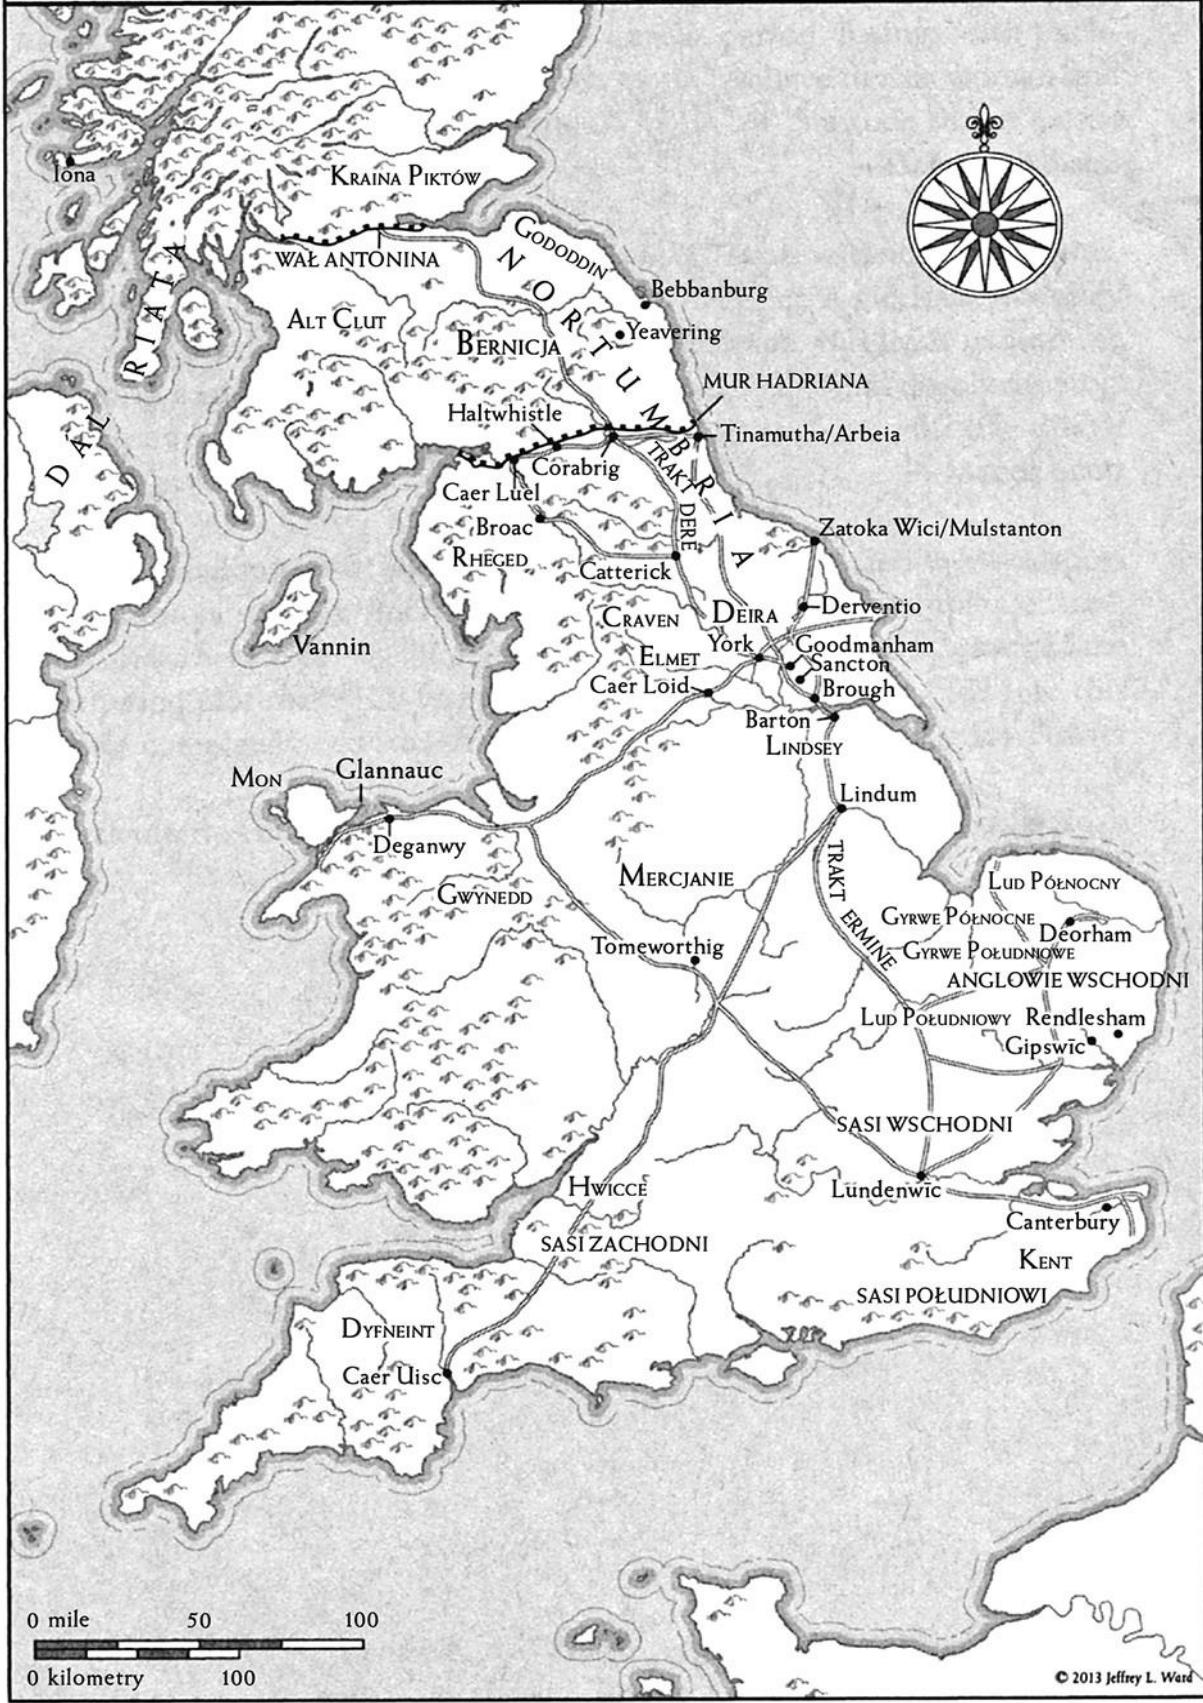 Iona
KRAINA PIKTÓW
GODODDIN
WAŁ ANTONINA
NORTUMBRIA
DÁL RIATA
Bebbanburg
ALT CLUT
Yeavering
BERNICJA
MUR HADRIANA
Haltwhistle
Tinamutha/Arbeia
Corabrig
TRAKT DERE
Caer Luel
Broac
Zatoka Wici/Mulstanton
RHEGED
Catterick
Derventio
CRAVEN
DEIRA
York
Goodmanham
Vannin
ELMET
Sancton
Caer Loid
Brough
Barton
LINDSEY
MON
Glannauc
Lindum
Deganwy
TRAKT ERMINE
MERCJANIE
LUD PÓŁNOCNY
GWYNEDD
GYRWE PÓŁNOCNE
Deorham
Tomeworthig
GYRWE POŁUDNIOWE
ANGLOWIE WSCHODNI
LUD POŁUDNIOWY
Rendlesham
Gipswīc
SASI WSCHODNI
HWICCE
Lundenwīc
Canterbury
SASI ZACHODNI
KENT
SASI POŁUDNIOWI
DYFNEINT
Caer Uisc
0 mile 50 100
0 kilometry 100
© 2013 Jeffrey L. Ward